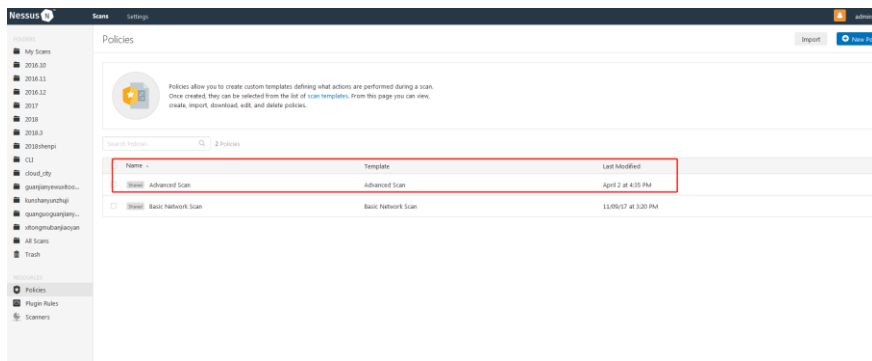 Nessus N Scans Settings admin
FOLDERS
My Scans
2016.10
2016.11
2016.12
2017
2018
2018.3
2018shenpi
CLJ
cloud_city
guanjianyewuxitoo...
kunshanyunzhuji
quanguoguanjiany...
xitongmubanjiaoyan
All Scans
Trash
RESOURCES
Policies
Plugin Rules
Scanners
Policies
Import New Po
Policies allow you to create custom templates defining what actions are performed during a scan.
Once created, they can be selected from the list of scan templates. From this page you can view,
create, import, download, edit, and delete policies.
Search Policies 2 Policies
Name Template Last Modified
Shared Advanced Scan Advanced Scan April 2 at 4:35 PM
Shared Basic Network Scan Basic Network Scan 11/09/17 at 3:20 PM